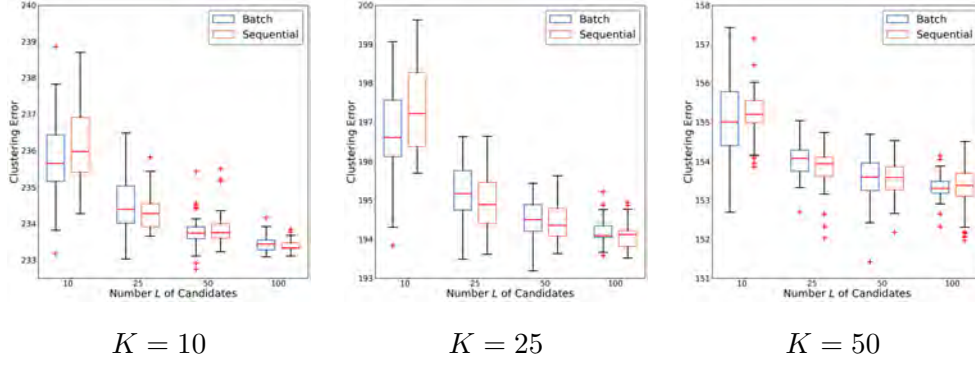 240
239
238
237
236
235
234
233
Clustering Error
Batch
Sequential
10 25 50 100
Number L of Candidates
K = 10
200
199
198
197
196
195
194
193
Clustering Error
Batch
Sequential
10 25 50 100
Number L of Candidates
K = 25
158
157
156
155
154
153
152
151
Clustering Error
Batch
Sequential
10 25 50 100
Number L of Candidates
K = 50